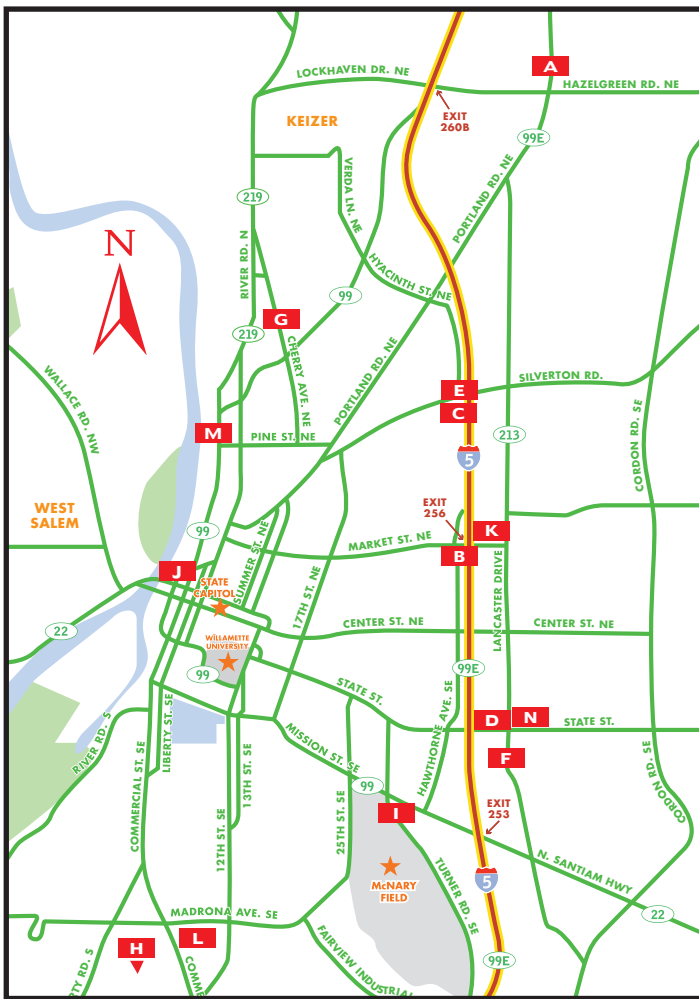 LOCKHAVEN DR. NE
A
HAZELGREEN RD. NE
KEIZER
EXIT
260B
99E
PORTLAND RD. NE
VERDA LN. NE
219
RIVER RD. N
N
HYACINTH ST. NE
99
G
219
CHERRY AVE. NE
PORTLAND RD. NE
WALLACE RD. NW
SILVERTON RD.
E
C
CORDON RD. SE
M
PINE ST. NE
213
5
WEST
SALEM
EXIT
256
99
SUMMER ST. NE
MARKET ST. NE
K
B
J
STATE
CAPITOL
17TH ST. NE
LANCASTER DRIVE
22
CENTER ST. NE
CENTER ST. NE
WILLAMETTE
UNIVERSITY
99
99E
STATE ST.
HAWTHORNE AVE. SE
D
N
STATE ST.
RIVER RD. S
LIBERTY ST. SE
COMMERCIAL ST. SE
MISSION ST. SE
F
13TH ST. SE
12TH ST. SE
25TH ST. SE
99
I
EXIT
253
CORDON RD. SE
N. SANTIAM HWY
McNARY
FIELD
TURNER RD. SE
5
22
MADRONA AVE. SE
H
L
RTY RD. S
COMME
FAIRVIEW INDUSTRIAL
99E